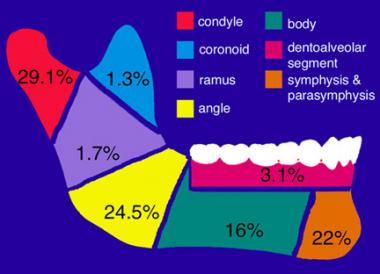 condyle
coronoid
ramus
angle
body
dentoalveolar
segment
symphysis &
parasymphysis
29.1%
1.3%
1.7%
3.1%
24.5%
16%
22%